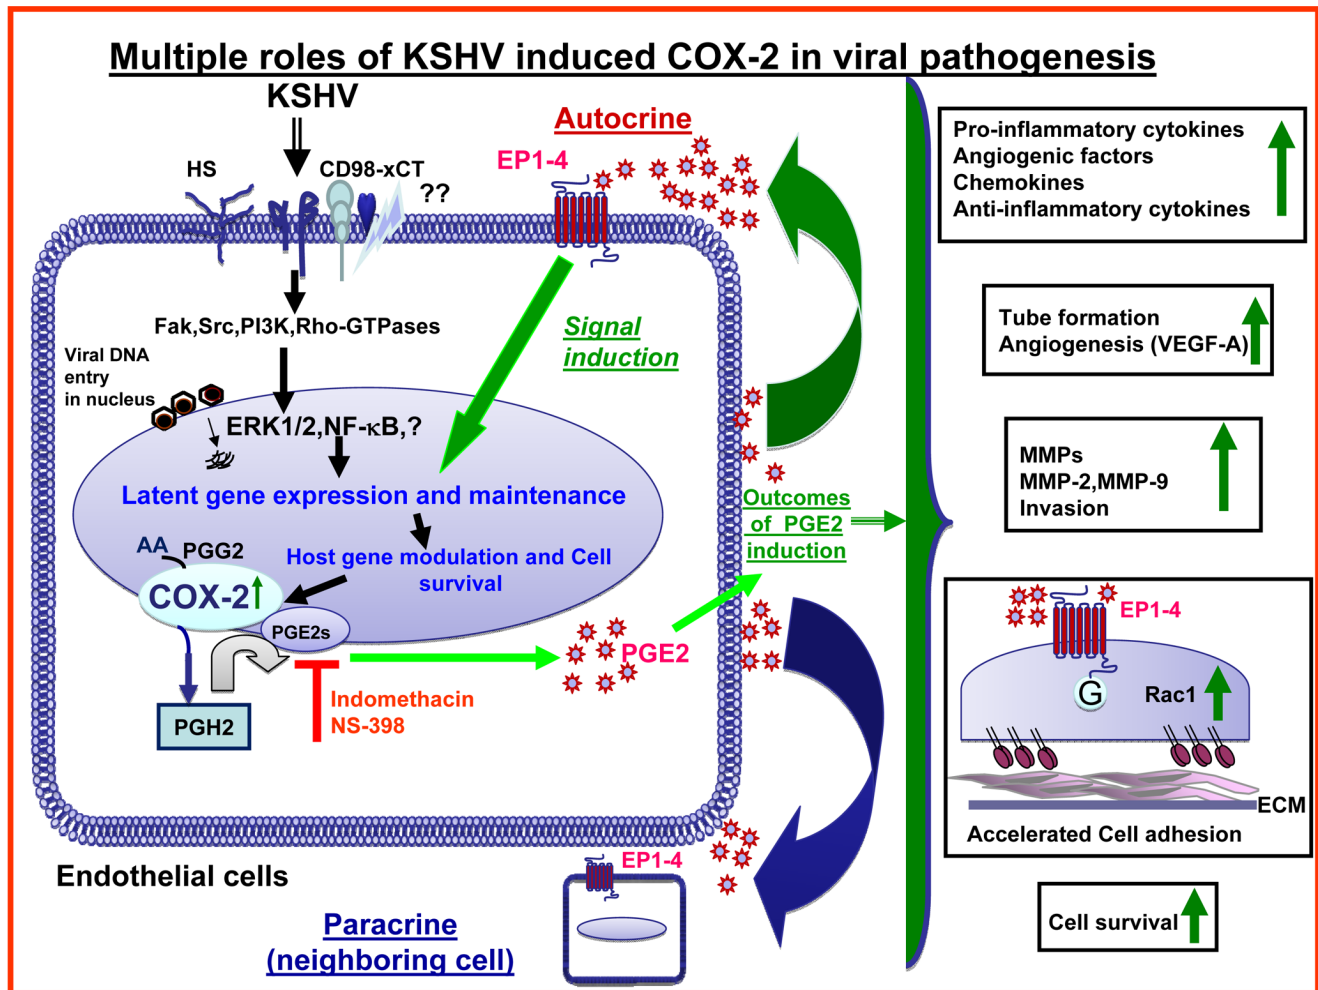 Multiple roles of KSHV induced COX-2 in viral pathogenesis
KSHV
Autocrine
EP1-4
HS
CD98-xCT
??
Fak,Src,PI3K,Rho-GTPases
Signal
induction
Viral DNA
entry
in nucleus
ERK1/2,NF-κB,?
Latent gene expression and maintenance
Host gene modulation and Cell
survival
AA
PGG2
COX-2
PGE2s
PGH2
Indomethacin
NS-398
PGE2
Outcomes
of PGE2
induction
Endothelial cells
Paracrine
(neighboring cell)
EP1-4
Pro-inflammatory cytokines
Angiogenic factors
Chemokines
Anti-inflammatory cytokines
Tube formation
Angiogenesis (VEGF-A)
MMPs
MMP-2,MMP-9
Invasion
EP1-4
G
Rac1
ECM
Accelerated Cell adhesion
Cell survival